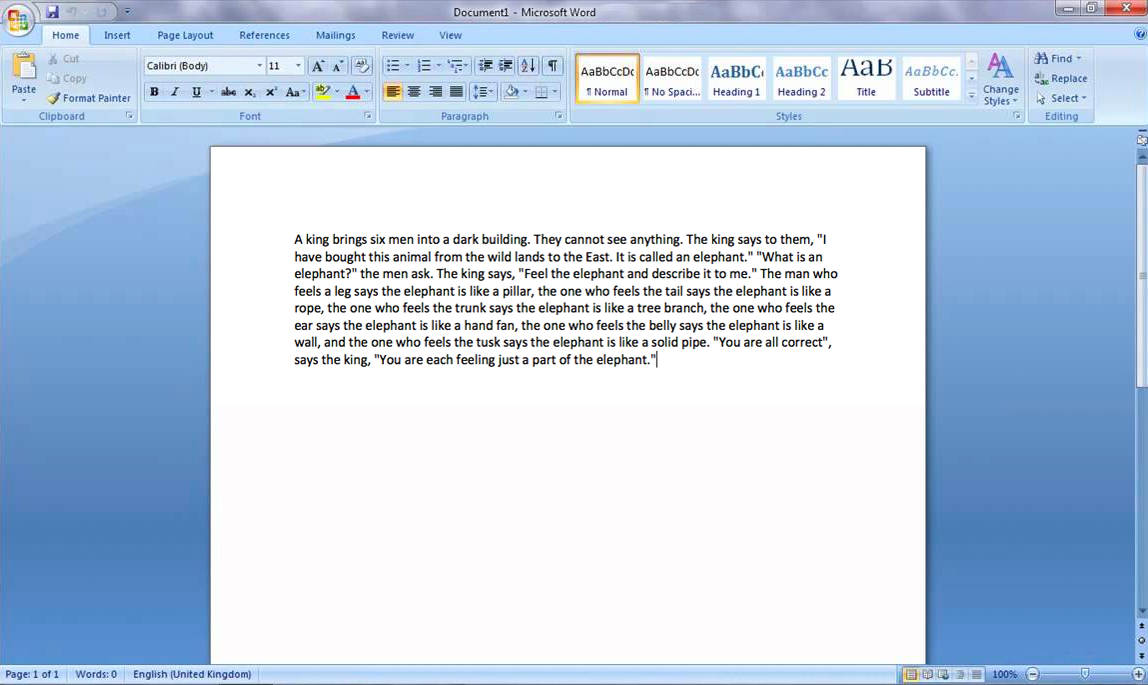 Document1 - Microsoft Word
Home Insert Page Layout References Mailings Review View
Paste
Cut
Copy
Format Painter
Clipboard
Calibri (Body) 11
Font
Paragraph
AaBbCcDc AaBbCcDc AaBbC AaBbCc AaB AaBbCc.
¶ Normal ¶ No Spaci... Heading 1 Heading 2 Title Subtitle
Change
Styles
Styles
Find
Replace
Select
Editing
A king brings six men into a dark building. They cannot see anything. The king says to them, "I
have bought this animal from the wild lands to the East. It is called an elephant." "What is an
elephant?" the men ask. The king says, "Feel the elephant and describe it to me." The man who
feels a leg says the elephant is like a pillar, the one who feels the tail says the elephant is like a
rope, the one who feels the trunk says the elephant is like a tree branch, the one who feels the
ear says the elephant is like a hand fan, the one who feels the belly says the elephant is like a
wall, and the one who feels the tusk says the elephant is like a solid pipe. "You are all correct",
says the king, "You are each feeling just a part of the elephant."
Page: 1 of 1 Words: 0 English (United Kingdom) 100%